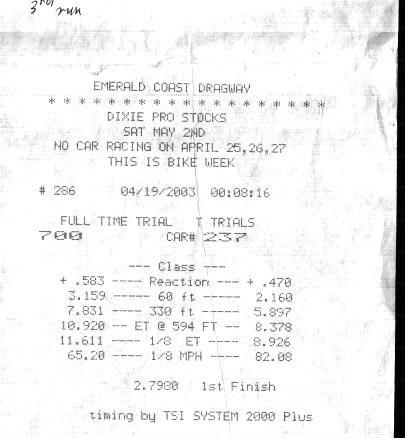 3rd run
EMERALD COAST DRAGWAY
* * * * * * * * * * * * * * * * * * *
DIXIE PRO STOCKS
SAT MAY 2ND
NO CAR RACING ON APRIL 25,26,27
THIS IS BIKE WEEK
# 286 04/19/2003 00:08:16
FULL TIME TRIAL T TRIALS
700 CAR# 237
--- Class ---
+ .583 ---- Reaction --- + .470
3.159 ----- 60 ft ----- 2.160
7.831 ---- 330 ft ----- 5.897
10.920 -- ET @ 594 FT -- 8.378
11.611 ---- 1/8 ET ---- 8.926
65.20 ---- 1/8 MPH ---- 82.08
2.7980 1st Finish
timing by TSI SYSTEM 2000 Plus